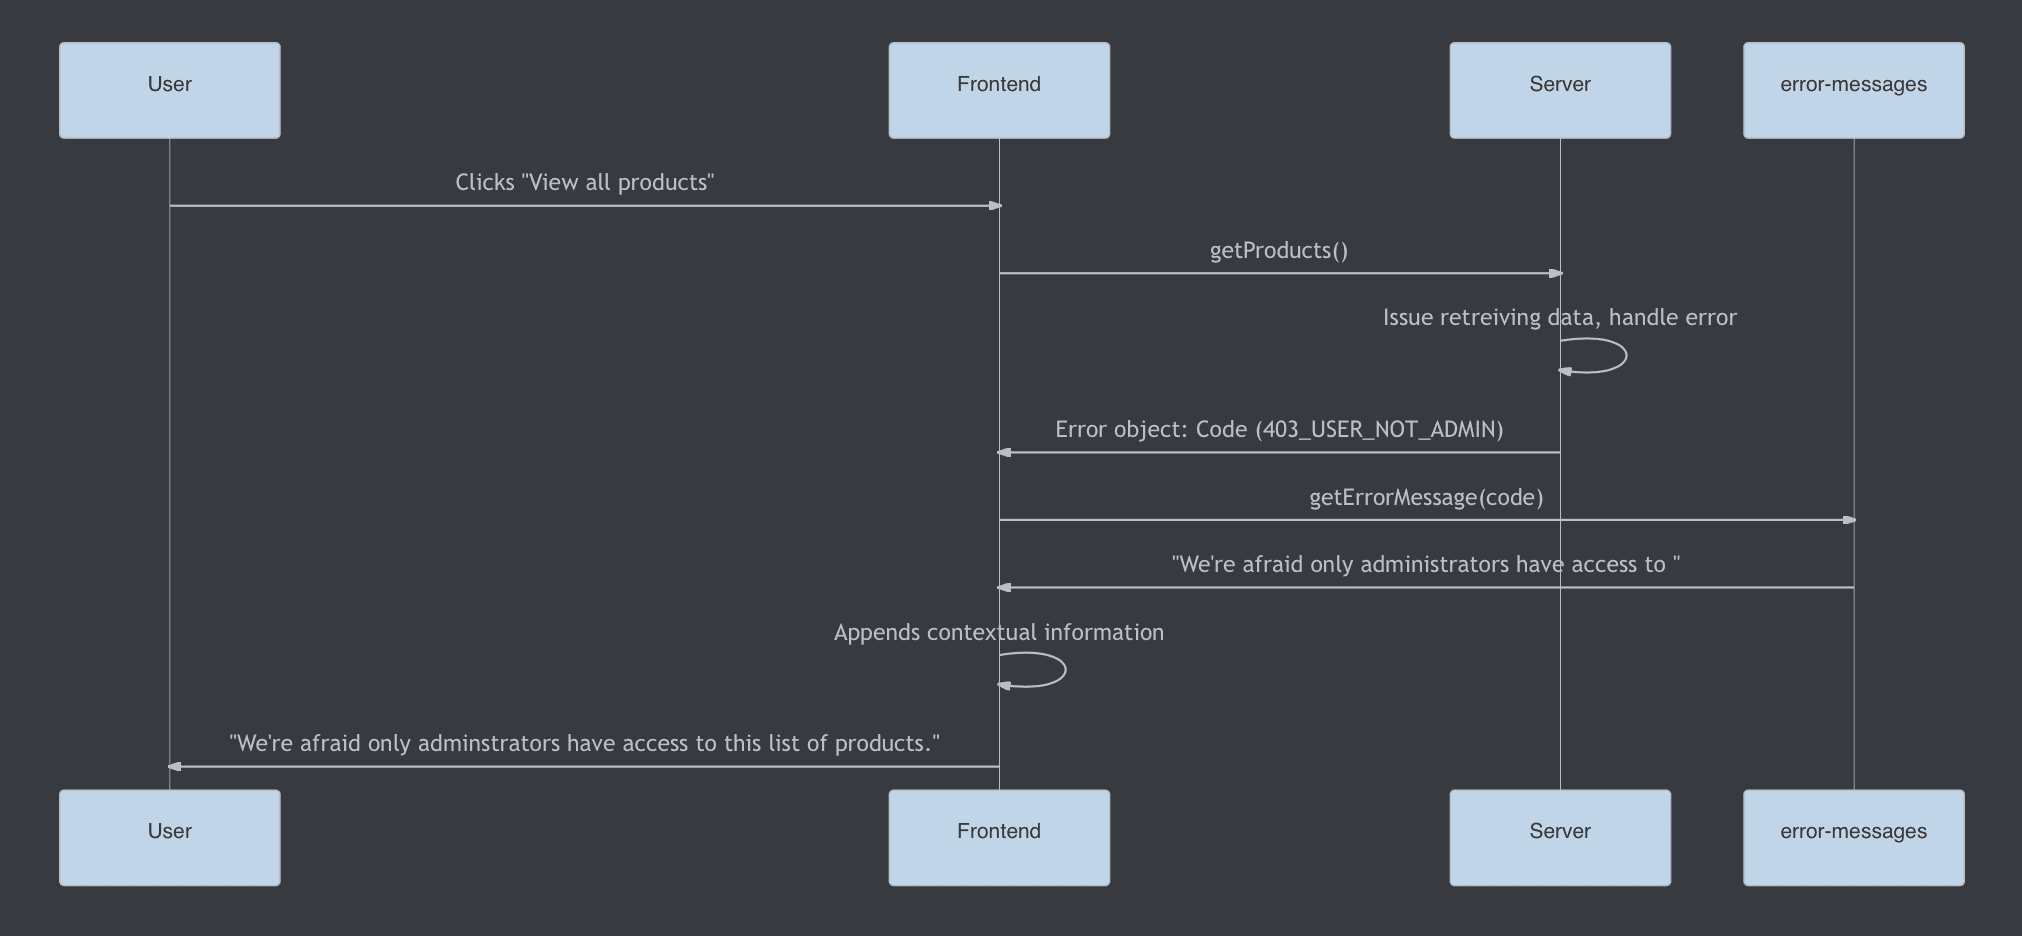 User
Frontend
Server
error-messages
Clicks "View all products"
getProducts()
Issue retreiving data, handle error
Error object: Code (403_USER_NOT_ADMIN)
getErrorMessage(code)
"We're afraid only administrators have access to "
Appends contextual information
"We're afraid only adminstrators have access to this list of products."
User
Frontend
Server
error-messages